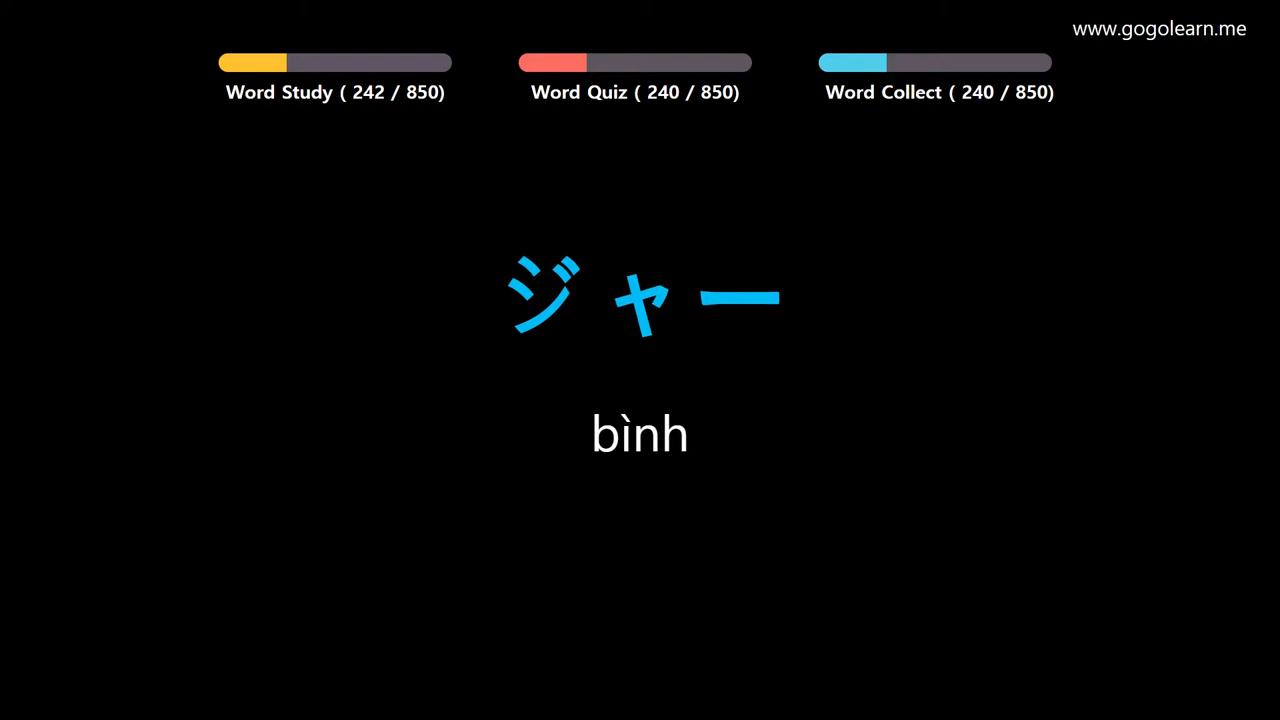 www.gogolearn.me
Word Study ( 242 / 850)
Word Quiz ( 240 / 850)
Word Collect ( 240 / 850)
ジャー
bình